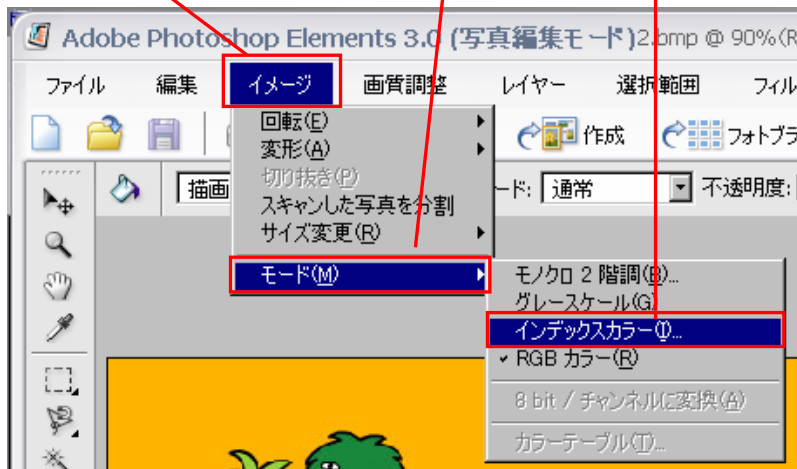 Adobe Photoshop Elements 3.0 (写真編集モード)2.bmp @ 90%(R
ファイル 編集 イメージ 画質調整 レイヤー 選択範囲 フィル
作成 フォトブラ
描画 ード: 通常 不透明度:
回転(E)
変形(A)
切り抜き(P)
スキャンした写真を分割
サイズ変更(R)
モード(M)
モノクロ 2 階調(B)...
グレースケール(G)
インデックスカラー(I)...
RGB カラー(R)
8 bit / チャンネルに変換(A)
カラーテーブル(T)...